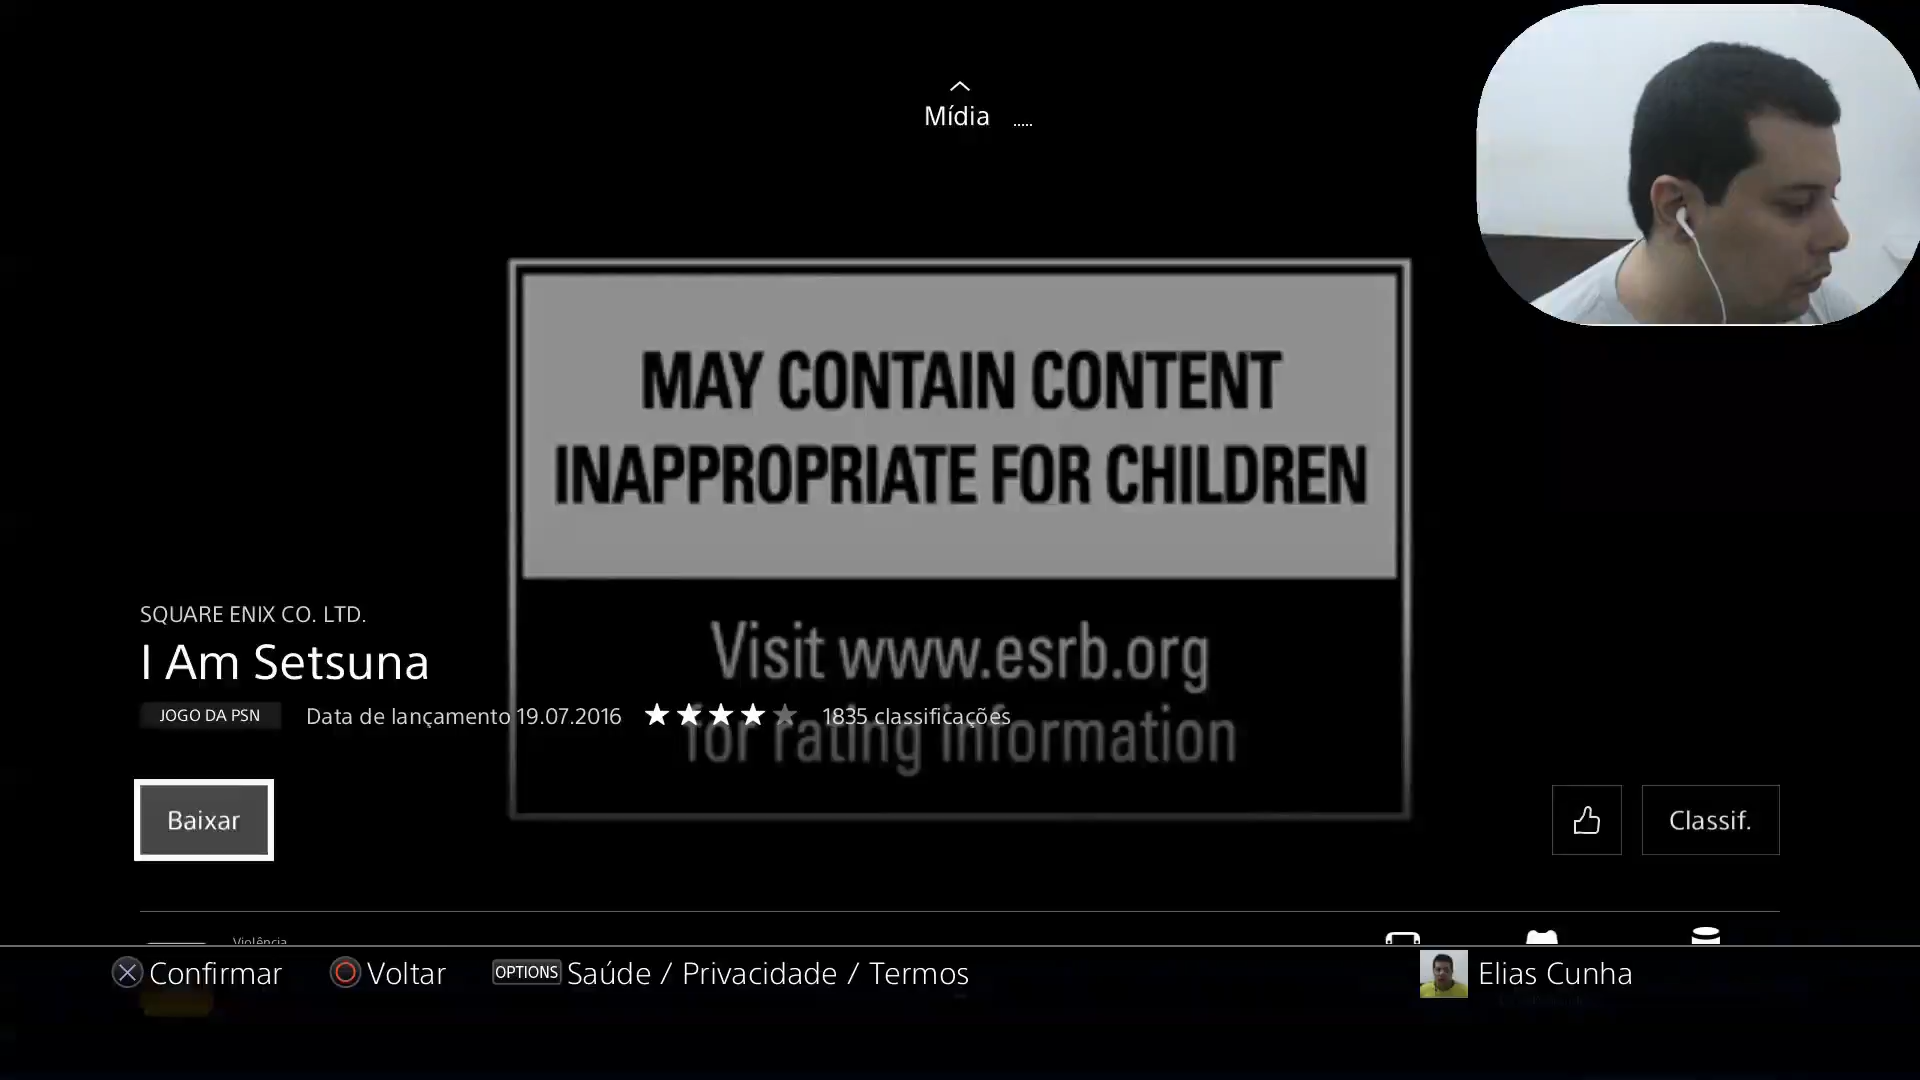 Mídia
MAY CONTAIN CONTENT
INAPPROPRIATE FOR CHILDREN
Visit www.esrb.org
for rating information
SQUARE ENIX CO. LTD.
I Am Setsuna
JOGO DA PSN Data de lançamento 19.07.2016 1835 classificações
Baixar
Classif.
Violência
Confirmar Voltar OPTIONS Saúde / Privacidade / Termos Elias Cunha